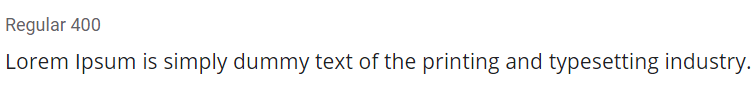 Regular 400
Lorem Ipsum is simply dummy text of the printing and typesetting industry.